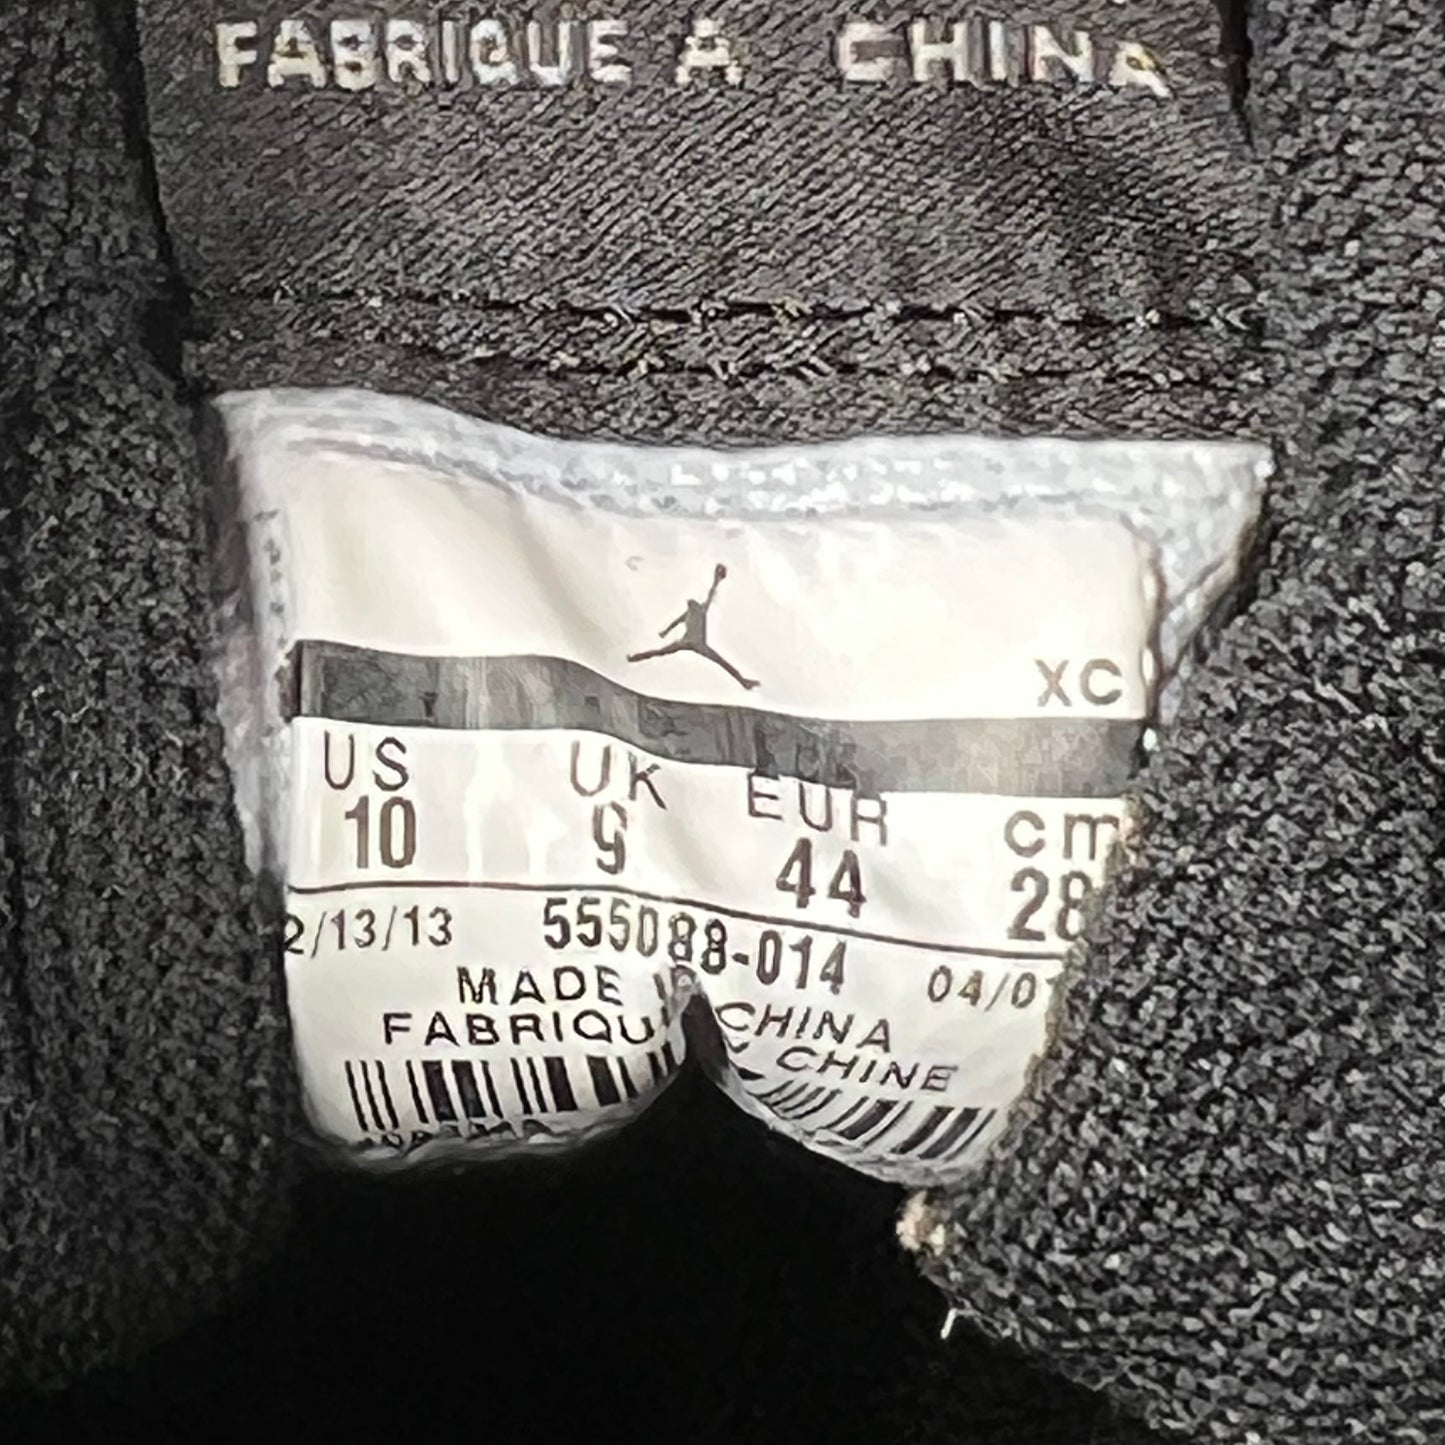 FABRIQUE A CHINA
XC
US UK EUR cm
10 9 44 28
2/13/13 555088-014 04/0
MADE CHINA
FABRIQU CHINE